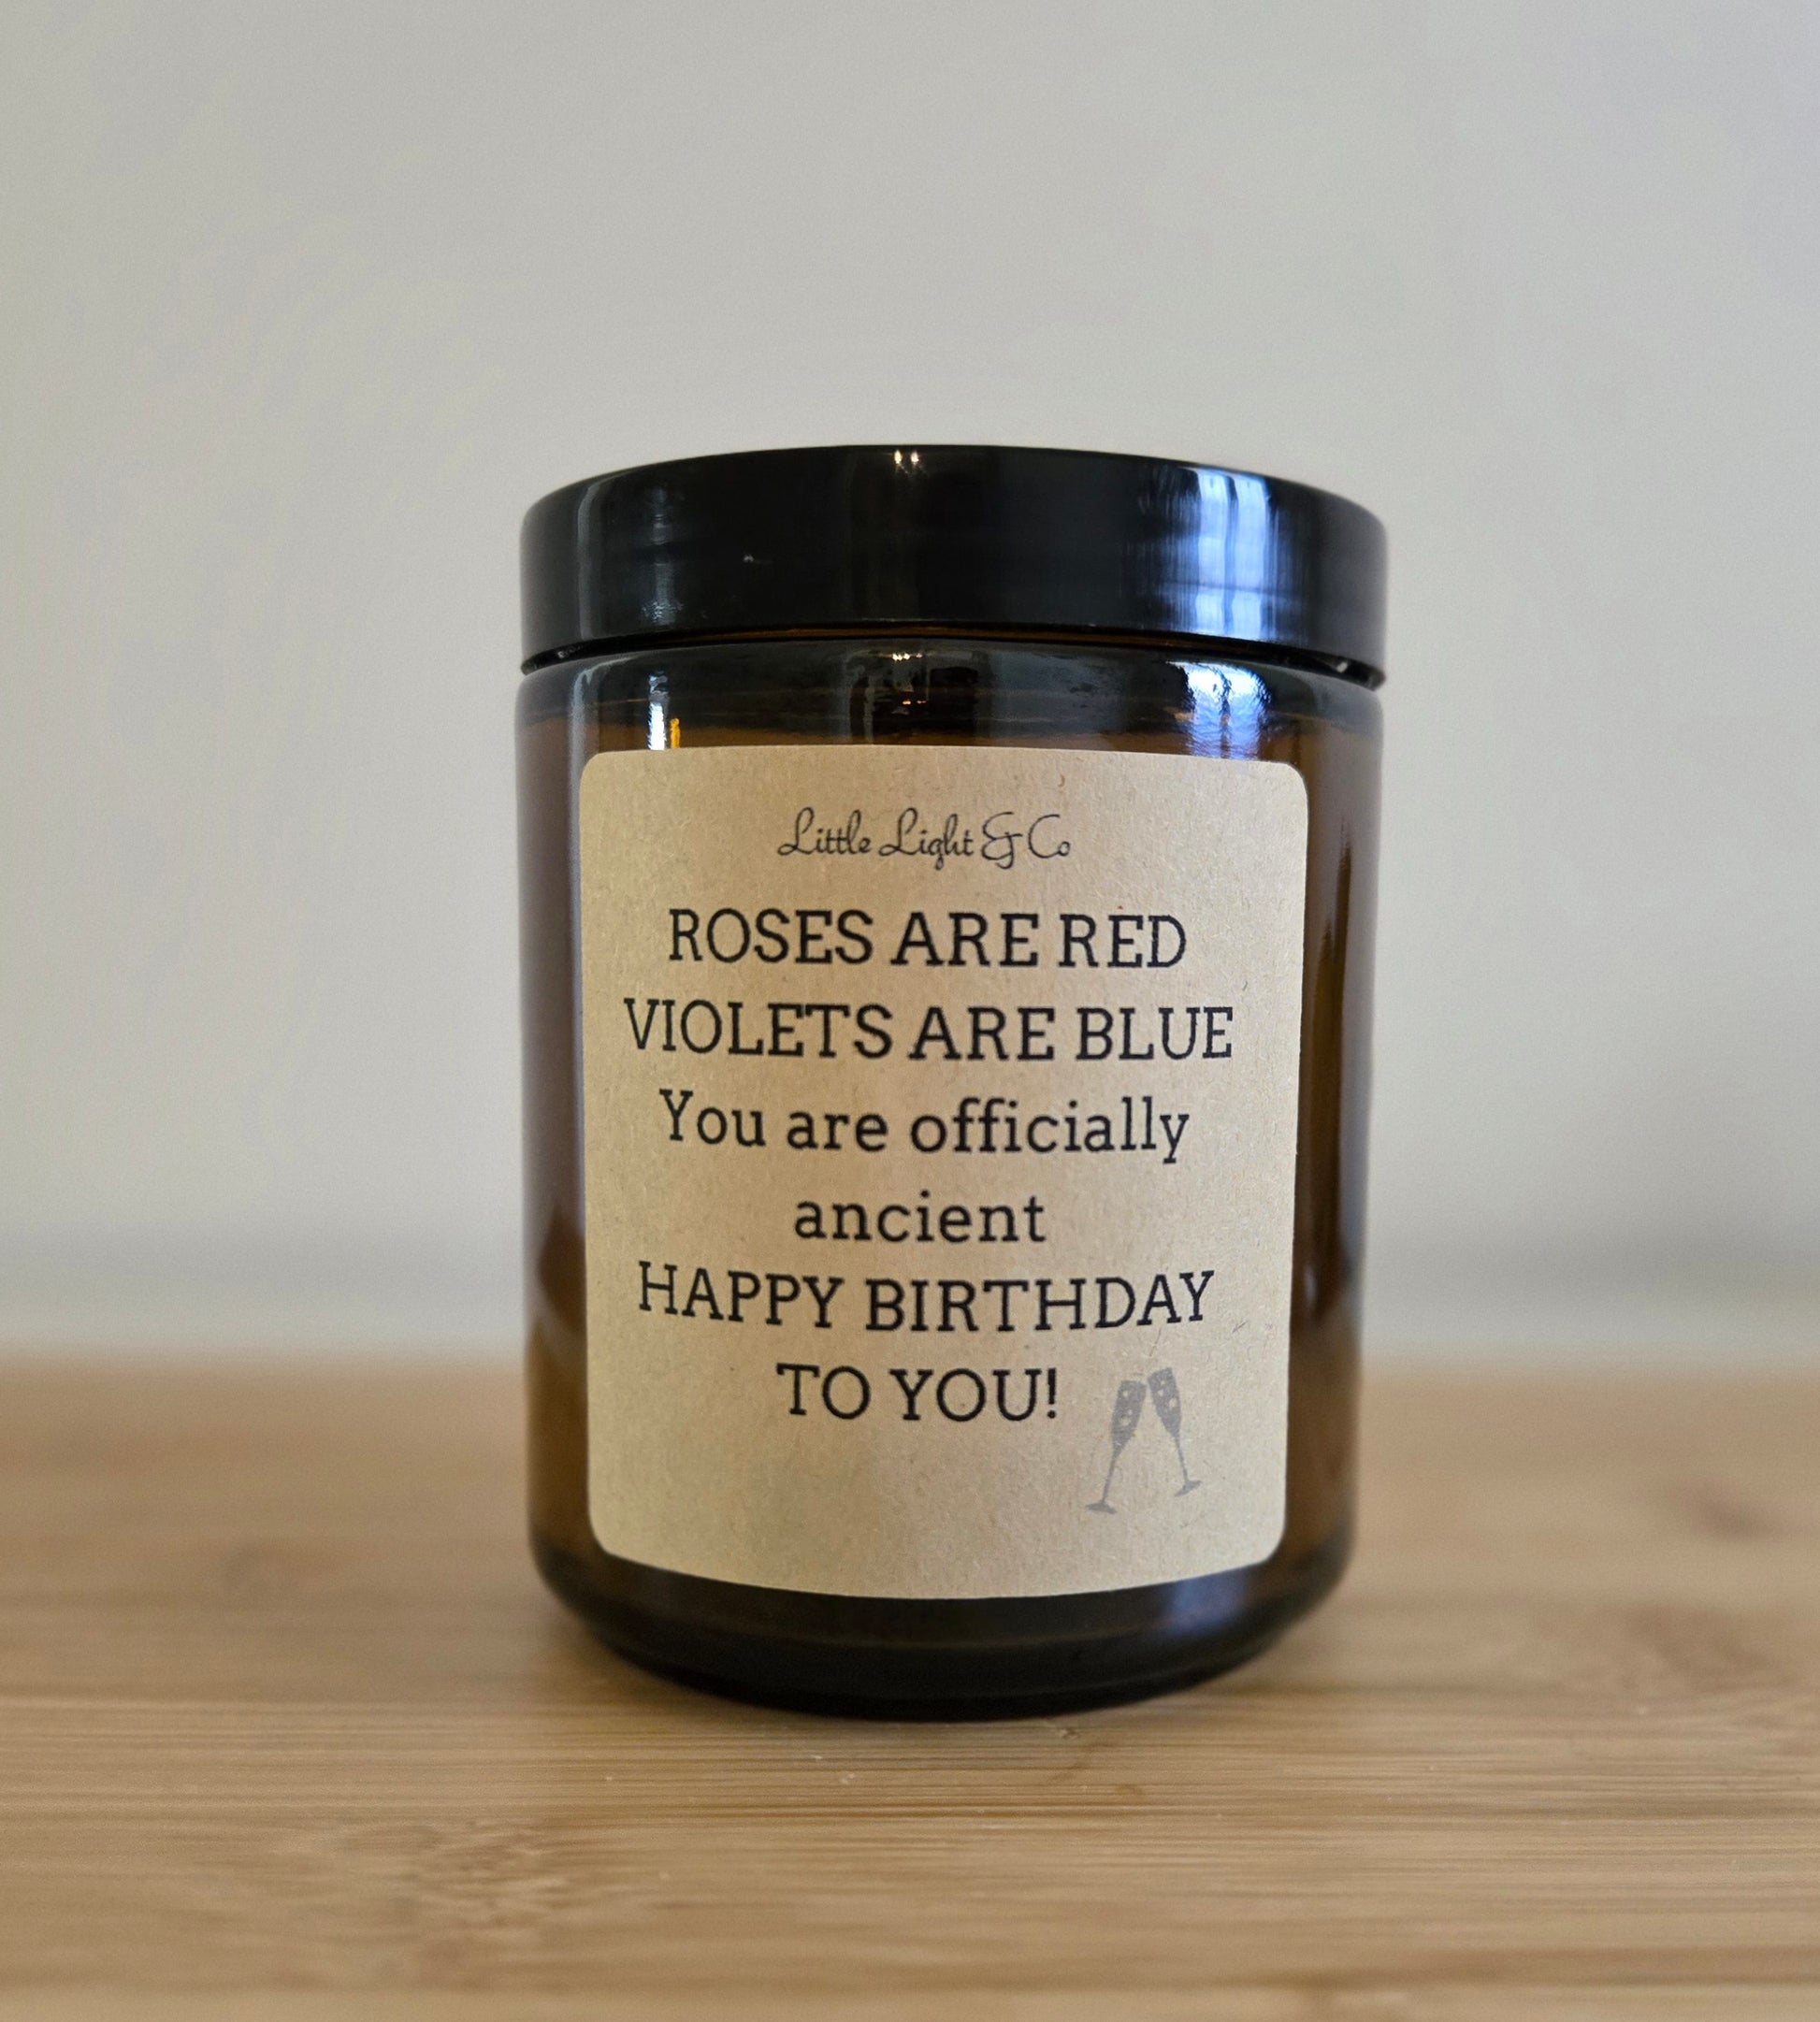 Little Light & Co
ROSES ARE RED
VIOLETS ARE BLUE
You are officially
ancient
HAPPY BIRTHDAY
TO YOU!